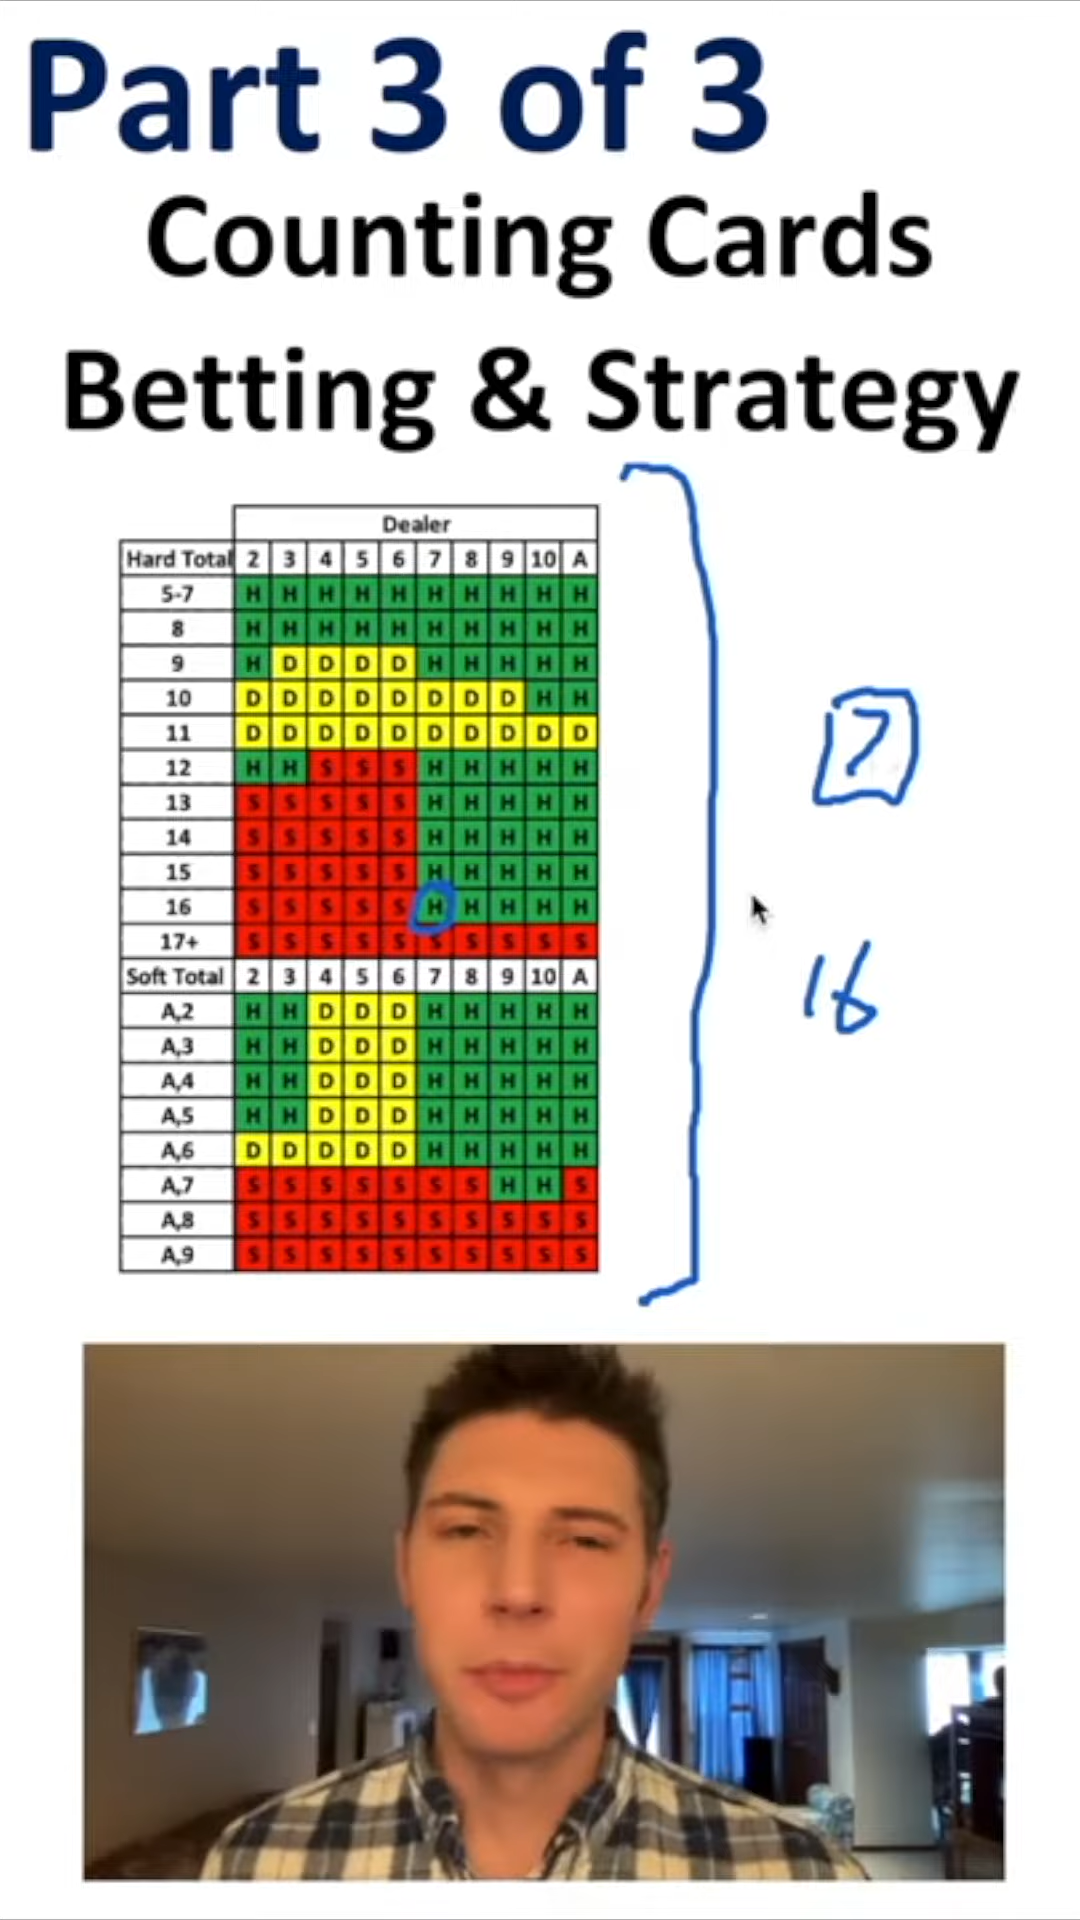 Part 3 of 3
Counting Cards
Betting & Strategy
Dealer
Hard Total 2 3 4 5 6 7 8 9 10 A
5-7 H H H H H H H H H H
8 H H H H H H H H H H
9 H D D D D H H H H H
10 D D D D D D D D H H
11 D D D D D D D D D D
12 H H S S S H H H H H
13 S S S S S H H H H H
14 S S S S S H H H H H
15 S S S S S H H H H H
16 S S S S S H H H H H
17+ S S S S S S S S S S
Soft Total 2 3 4 5 6 7 8 9 10 A
A,2 H H D D D H H H H H
A,3 H H D D D H H H H H
A,4 H H D D D H H H H H
A,5 H H D D D H H H H H
A,6 D D D D D H H H H H
A,7 S S S S S S S H H S
A,8 S S S S S S S S S S
A,9 S S S S S S S S S S
7
16